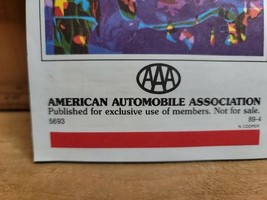 AAA
AMERICAN AUTOMOBILE ASSOCIATION
Published for exclusive use of members. Not for sale.
5693 89-4
N. COOPER